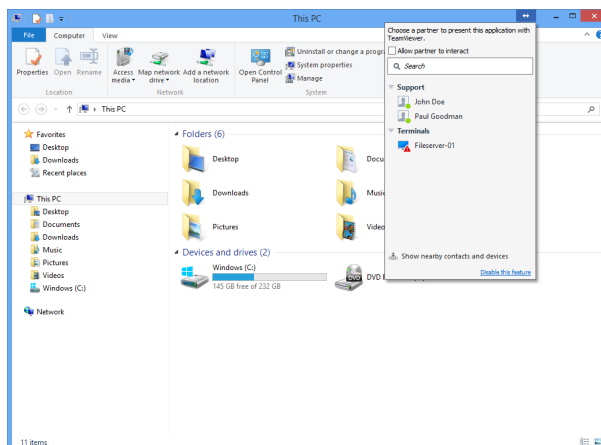 This PC
File Computer View
Properties Open Rename
Access media
Map network drive
Add a network location
Open Control Panel
Uninstall or change a progra
System properties
Manage
Location Network System
This PC
Favorites
Desktop
Downloads
Recent places
This PC
Desktop
Documents
Downloads
Music
Pictures
Videos
Windows (C:)
Network
Folders (6)
Desktop
Docu
Downloads
Music
Pictures
Video
Devices and drives (2)
Windows (C:)
145 GB free of 232 GB
DVD
Choose a partner to present this application with
TeamViewer.
Allow partner to interact
Search
Support
John Doe
Paul Goodman
Terminals
Fileserver-01
Show nearby contacts and devices
Disable this feature
11 items